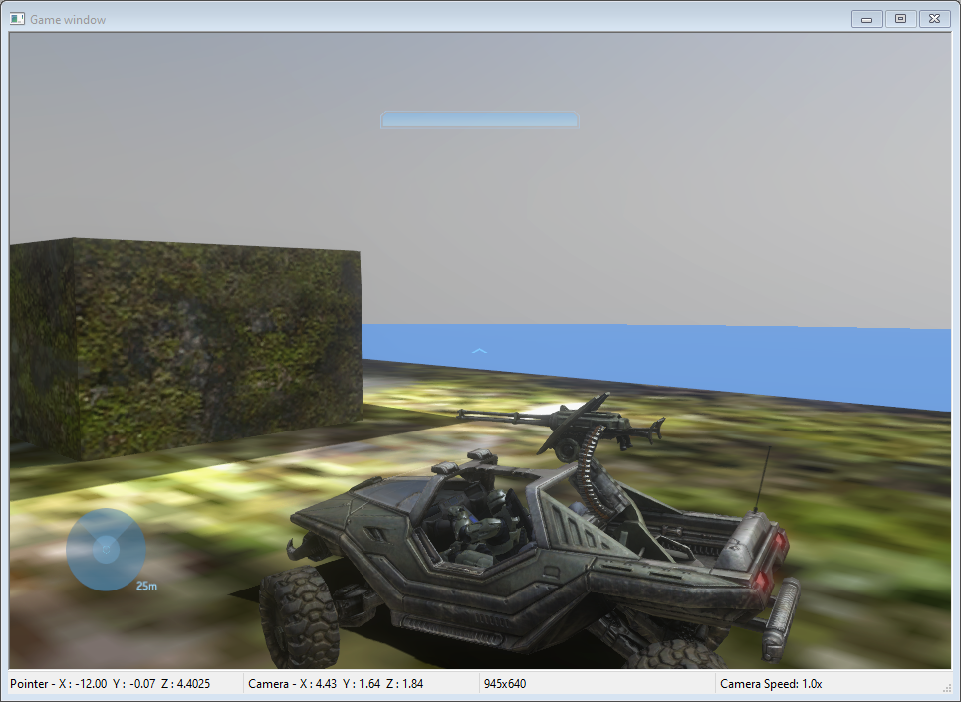 Game window
25m
Pointer - X : -12.00 Y : -0.07 Z : 4.4025 Camera - X : 4.43 Y : 1.64 Z : 1.84 945x640 Camera Speed: 1.0x